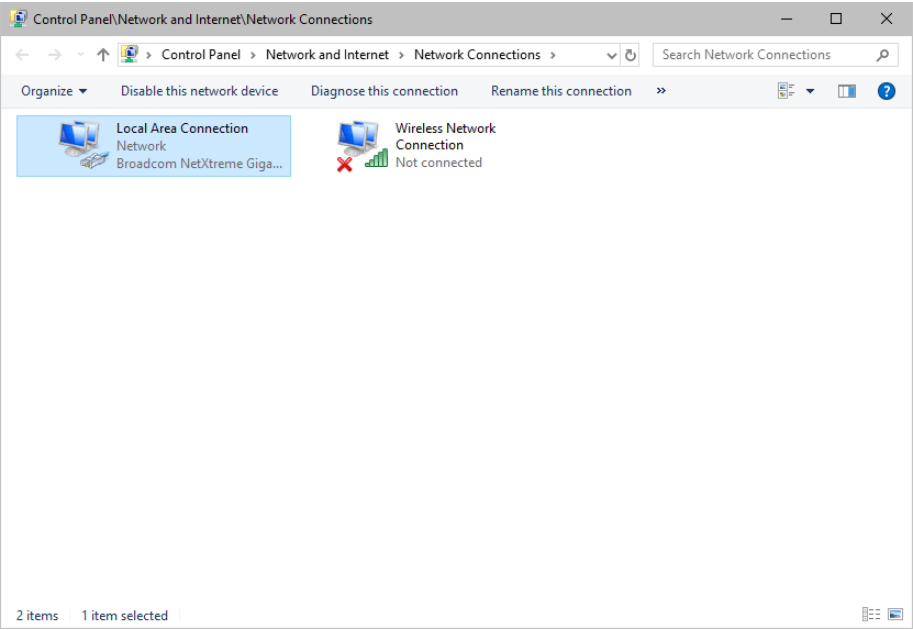 Control Panel\Network and Internet\Network Connections
Control Panel > Network and Internet > Network Connections >
Search Network Connections
Organize
Disable this network device
Diagnose this connection
Rename this connection
»
Local Area Connection
Network
Broadcom NetXtreme Giga...
Wireless Network
Connection
Not connected
2 items
1 item selected